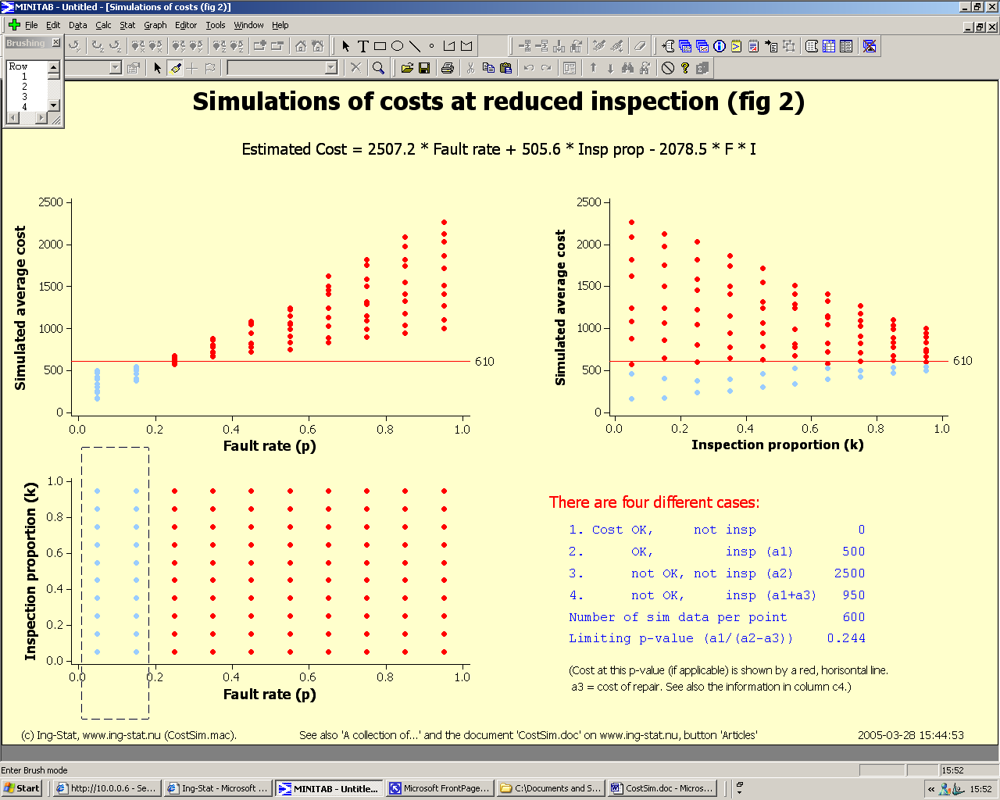 MINITAB - Untitled - [Simulations of costs (fig 2)]
File Edit Data Calc Stat Graph Editor Tools Window Help
Brushing
Row
1
2
3
4
Simulations of costs at reduced inspection (fig 2)
Estimated Cost = 2507.2 * Fault rate + 505.6 * Insp prop - 2078.5 * F * I
Simulated average cost
2500
2000
1500
1000
500
0
610
0.0 0.2 0.4 0.6 0.8 1.0
Fault rate (p)
Simulated average cost
2500
2000
1500
1000
500
0
610
0.0 0.2 0.4 0.6 0.8 1.0
Inspection proportion (k)
Inspection proportion (k)
1.0
0.8
0.6
0.4
0.2
0.0
0.0 0.2 0.4 0.6 0.8 1.0
Fault rate (p)
There are four different cases:
1. Cost OK, not insp 0
2. OK, insp (a1) 500
3. not OK, not insp (a2) 2500
4. not OK, insp (a1+a3) 950
Number of sim data per point 600
Limiting p-value (a1/(a2-a3)) 0.244
(Cost at this p-value (if applicable) is shown by a red, horisontal line.
a3 = cost of repair. See also the information in column c4.)
(c) Ing-Stat, www.ing-stat.nu (CostSim.mac). See also 'A collection of...' and the document 'CostSim.doc' on www.ing-stat.nu, button 'Articles' 2005-03-28 15:44:53
Enter Brush mode 15:52
Start http://10.0.0.6 - Se... Ing-Stat - Microsoft ... MINITAB - Untitle... Microsoft FrontPage... C:\Documents and S... CostSim.doc - Micros... « 15:52